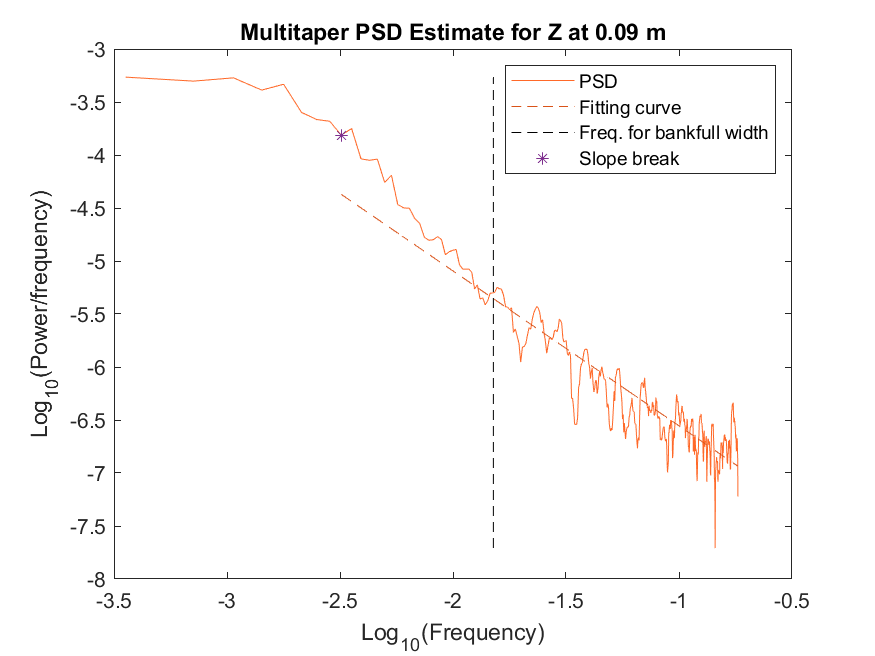 Multitaper PSD Estimate for Z at 0.09 m
PSD
Fitting curve
Freq. for bankfull width
Slope break
Log10(Power/frequency)
-3
-3.5
-4
-4.5
-5
-5.5
-6
-6.5
-7
-7.5
-8
-3.5 -3 -2.5 -2 -1.5 -1 -0.5
Log10(Frequency)